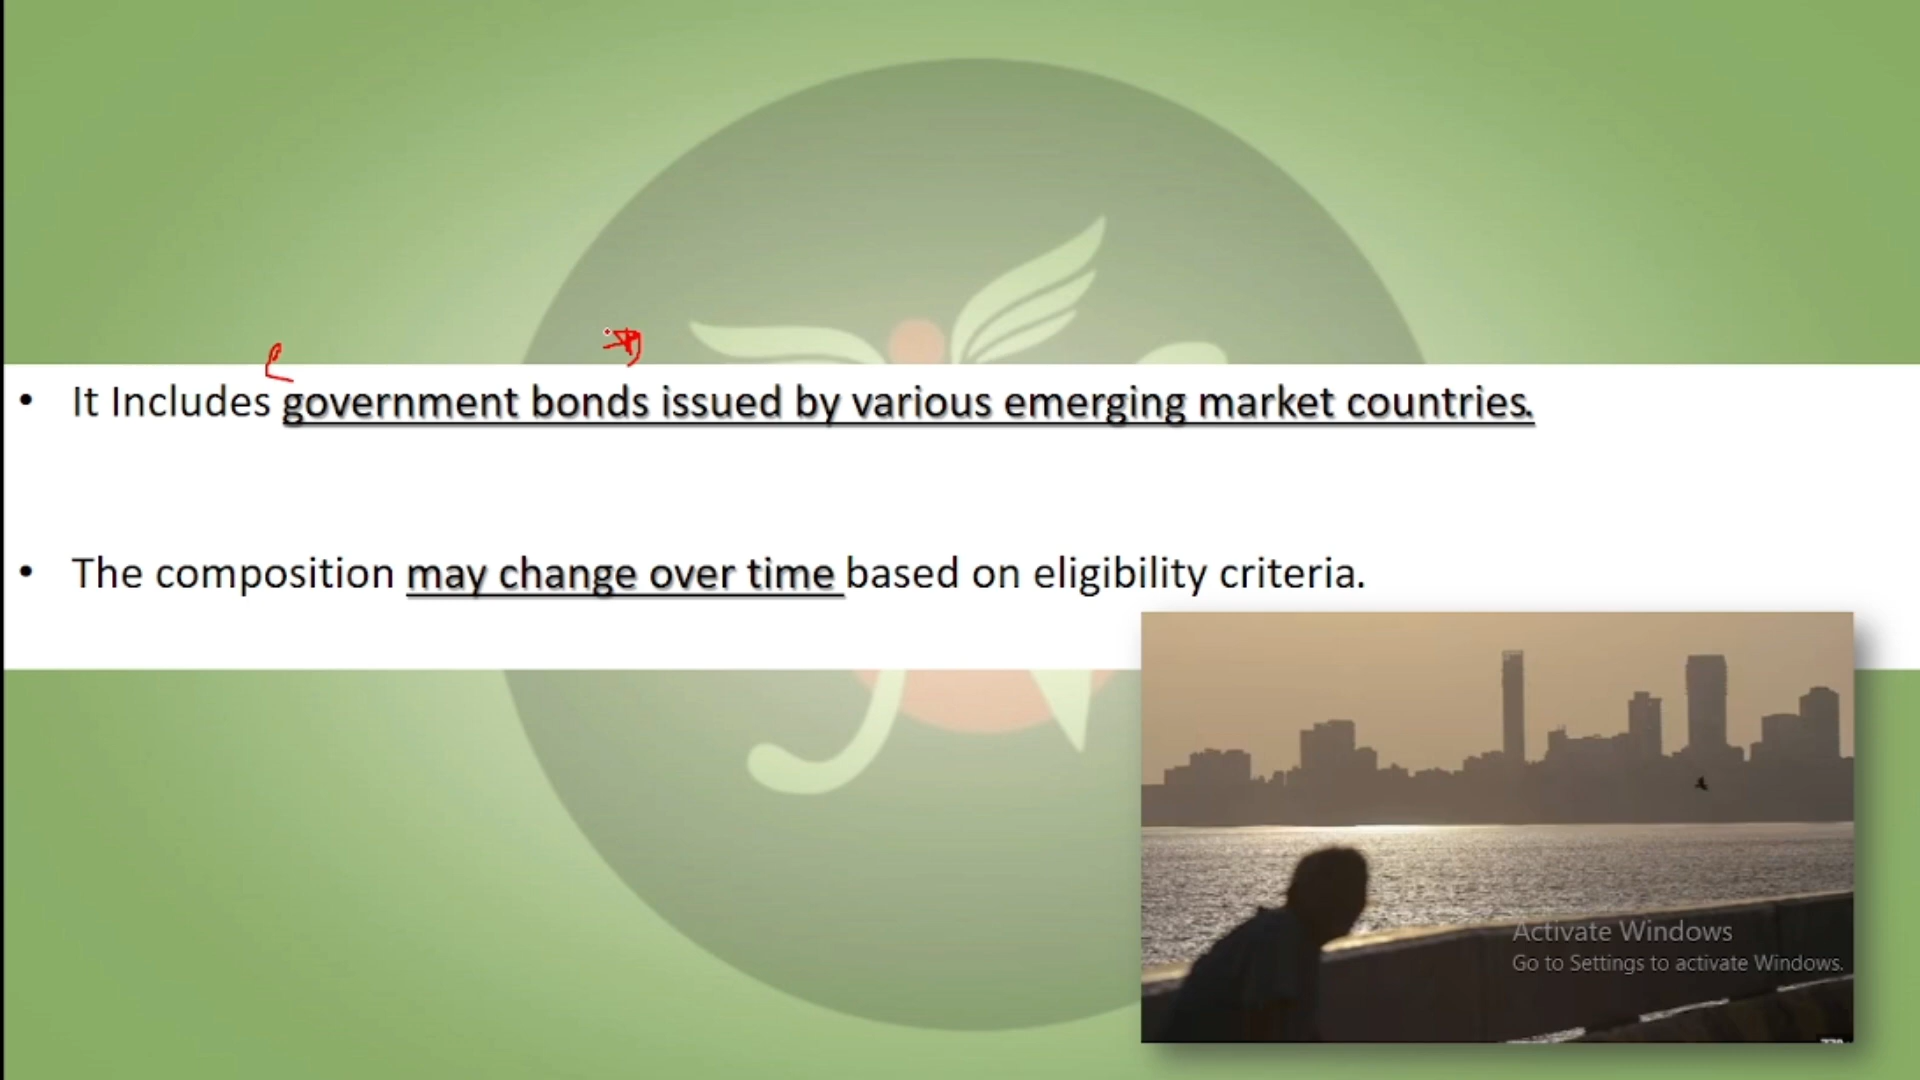 • It Includes government bonds issued by various emerging market countries.
• The composition may change over time based on eligibility criteria.
Activate Windows
Go to Settings to activate Windows.